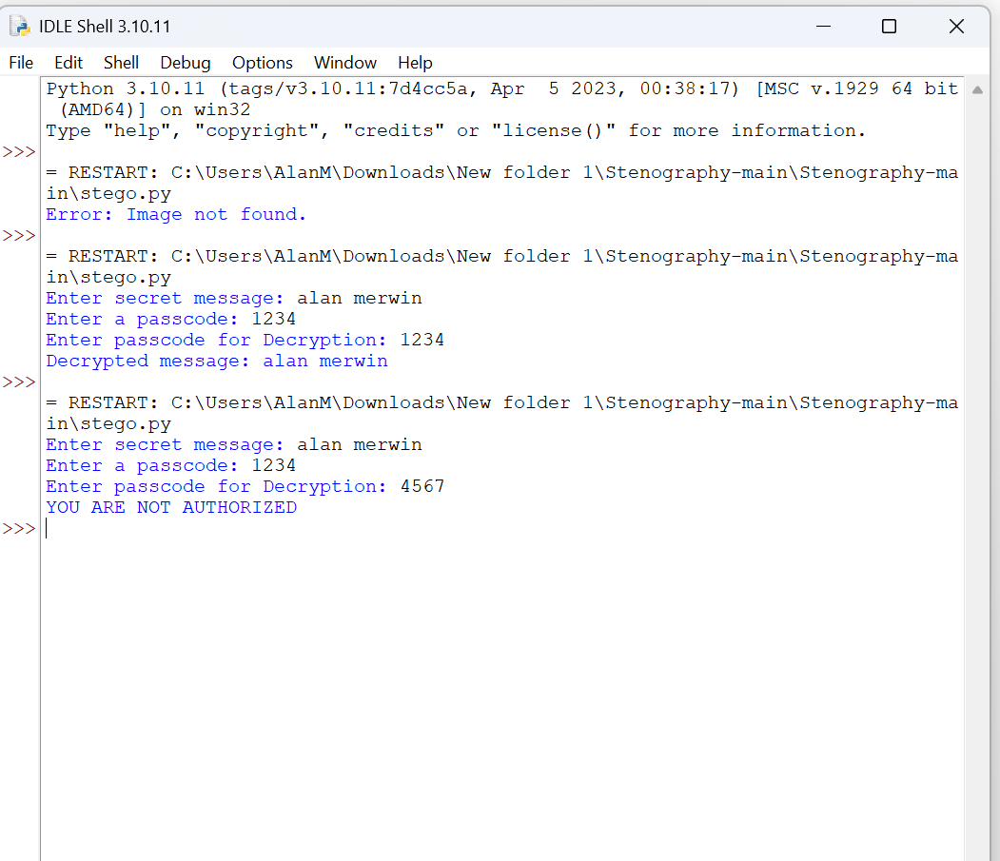 IDLE Shell 3.10.11
File Edit Shell Debug Options Window Help
Python 3.10.11 (tags/v3.10.11:7d4cc5a, Apr  5 2023, 00:38:17) [MSC v.1929 64 bit
 (AMD64)] on win32
Type "help", "copyright", "credits" or "license()" for more information.
>>>
= RESTART: C:\Users\AlanM\Downloads\New folder 1\Stenography-main\Stenography-ma
in\stego.py
Error: Image not found.
>>>
= RESTART: C:\Users\AlanM\Downloads\New folder 1\Stenography-main\Stenography-ma
in\stego.py
Enter secret message: alan merwin
Enter a passcode: 1234
Enter passcode for Decryption: 1234
Decrypted message: alan merwin
>>>
= RESTART: C:\Users\AlanM\Downloads\New folder 1\Stenography-main\Stenography-ma
in\stego.py
Enter secret message: alan merwin
Enter a passcode: 1234
Enter passcode for Decryption: 4567
YOU ARE NOT AUTHORIZED
>>>